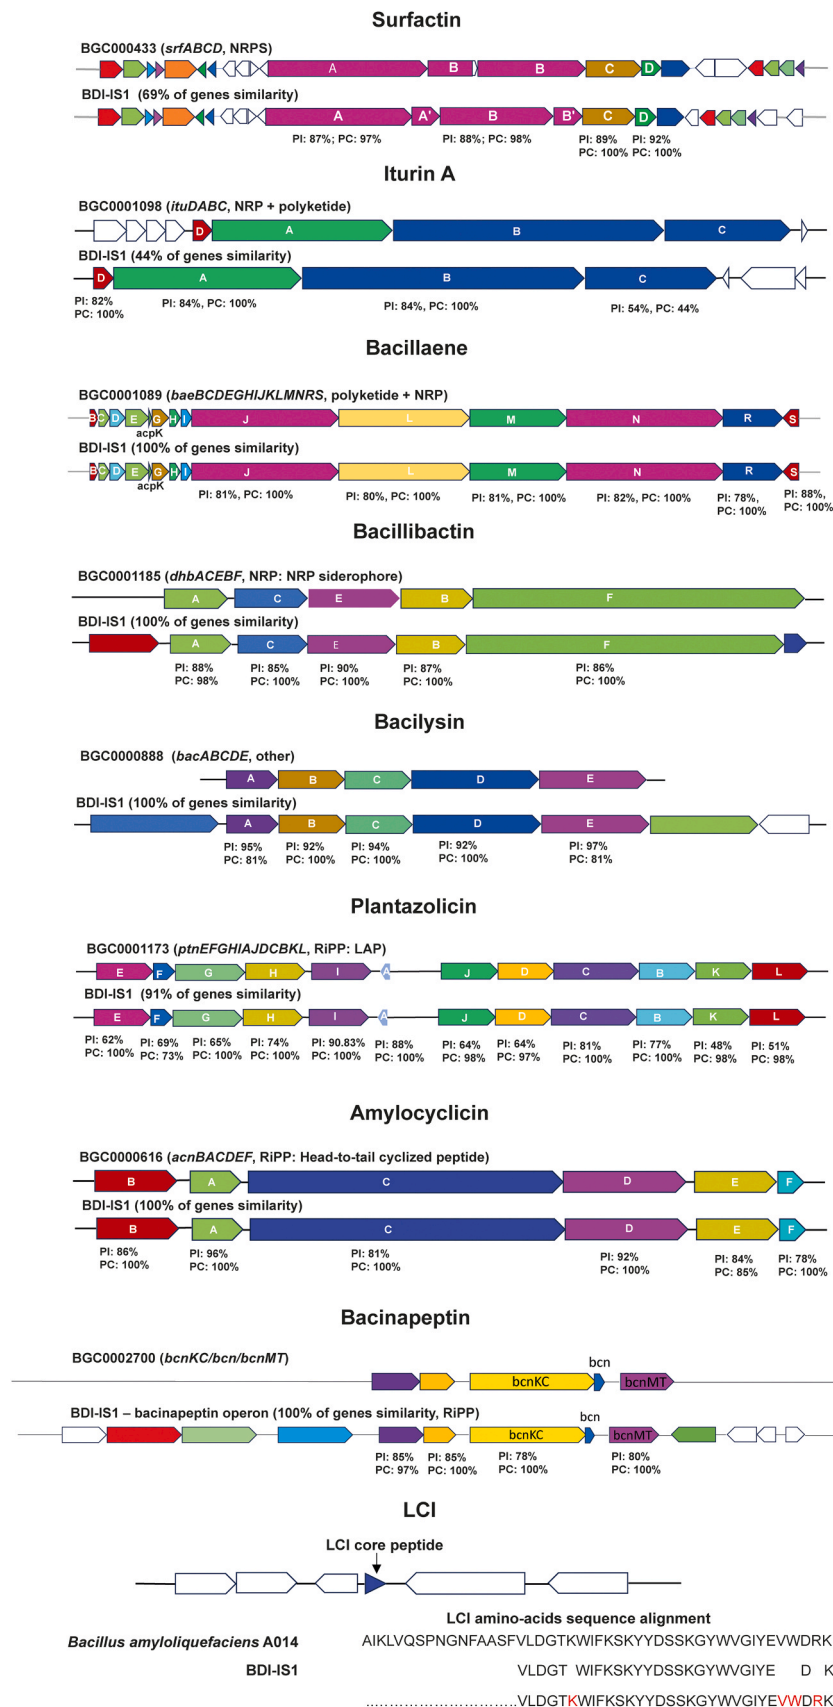 Surfactin
BGC000433 (srfABCD, NRPS)
A B B C D
BDI-IS1 (69% of genes similarity)
A A' B B' C D
PI: 87%; PC: 97% PI: 88%; PC: 98% PI: 89% PI: 92%
PC: 100% PC: 100%
Iturin A
BGC0001098 (ituDABC, NRP + polyketide)
D A B C
BDI-IS1 (44% of genes similarity)
D A B C
PI: 82% PI: 84%, PC: 100% PI: 84%, PC: 100% PI: 54%, PC: 44%
PC: 100%
Bacillaene
BGC0001089 (baeBCDEGHIJKLMNRS, polyketide + NRP)
B C D E G H I J L M N R S
acpK
BDI-IS1 (100% of genes similarity)
B C D E G H I J L M N R S
acpK
PI: 81%, PC: 100% PI: 80%, PC: 100% PI: 81%, PC: 100% PI: 82%, PC: 100% PI: 78%, PI: 88%,
PC: 100% PC: 100%
Bacillibactin
BGC0001185 (dhbACEBF, NRP: NRP siderophore)
A C E B F
BDI-IS1 (100% of genes similarity)
A C E B F
PI: 88% PI: 85% PI: 90% PI: 87% PI: 86%
PC: 98% PC: 100% PC: 100% PC: 100% PC: 100%
Bacilysin
BGC0000888 (bacABCDE, other)
A B C D E
BDI-IS1 (100% of genes similarity)
A B C D E
PI: 95% PI: 92% PI: 94% PI: 92% PI: 97%
PC: 81% PC: 100% PC: 100% PC: 100% PC: 81%
Plantazolicin
BGC0001173 (ptnEFGHIAJDCBKL, RiPP: LAP)
E F G H I A J D C B K L
BDI-IS1 (91% of genes similarity)
E F G H I A J D C B K L
PI: 62% PI: 69% PI: 65% PI: 74% PI: 90.83% PI: 88% PI: 64% PI: 64% PI: 81% PI: 77% PI: 48% PI: 51%
PC: 100% PC: 73% PC: 100% PC: 100% PC: 100% PC: 100% PC: 98% PC: 97% PC: 100% PC: 100% PC: 98% PC: 98%
Amylocyclicin
BGC0000616 (acnBACDEF, RiPP: Head-to-tail cyclized peptide)
B A C D E F
BDI-IS1 (100% of genes similarity)
B A C D E F
PI: 86% PI: 96% PI: 81% PI: 92% PI: 84% PI: 78%
PC: 100% PC: 100% PC: 100% PC: 100% PC: 85% PC: 100%
Bacinapeptin
BGC0002700 (bcnKC/bcn/bcnMT)
bcn
bcnKC bcnMT
BDI-IS1 – bacinapeptin operon (100% of genes similarity, RiPP)
bcn
bcnKC bcnMT
PI: 85% PI: 85% PI: 78% PI: 80%
PC: 97% PC: 100% PC: 100% PC: 100%
LCI
LCI core peptide
LCI amino-acids sequence alignment
Bacillus amyloliquefaciens A014 AIKLVQSPNGNFAASFVLDGTKWIFKSKYYDSSKGYWVGIYEVWDRK
BDI-IS1 VLDGT WIFKSKYYDSSKGYWVGIYE D K
..............................VLDGTKWIFKSKYYDSSKGYWVGIYEVWDRK